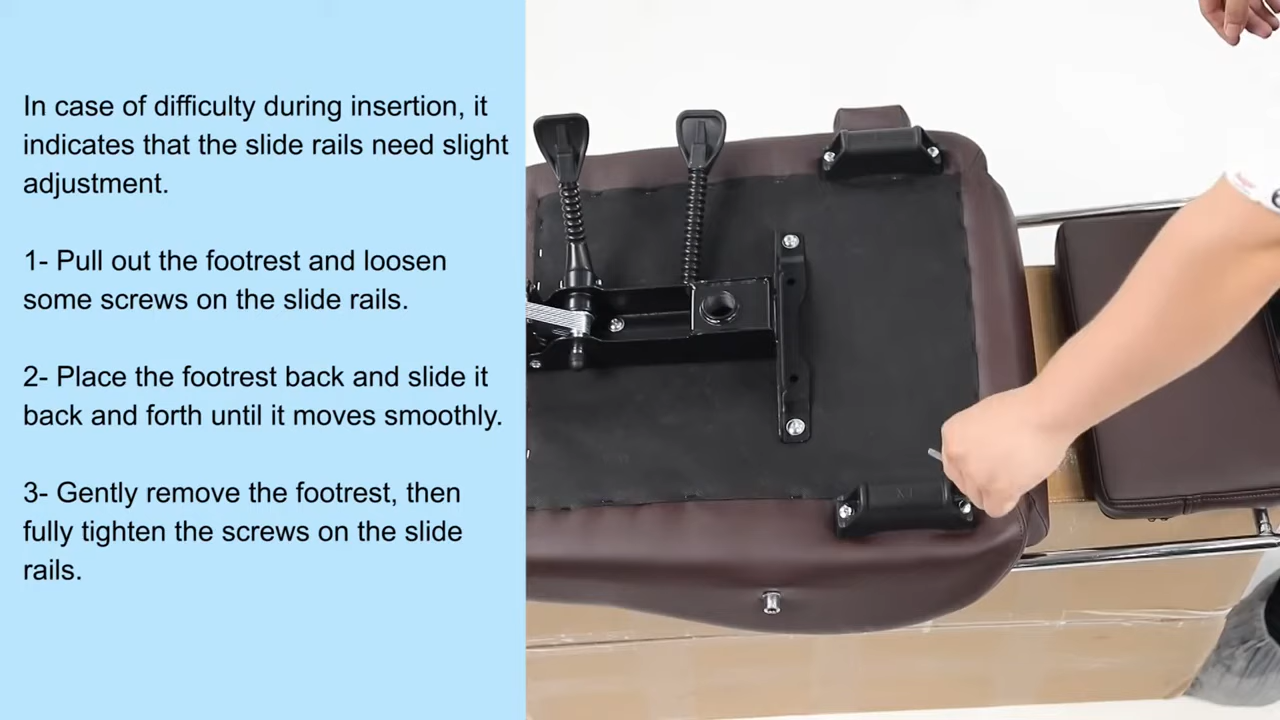 In case of difficulty during insertion, it
indicates that the slide rails need slight
adjustment.
1- Pull out the footrest and loosen
some screws on the slide rails.
2- Place the footrest back and slide it
back and forth until it moves smoothly.
3- Gently remove the footrest, then
fully tighten the screws on the slide
rails.